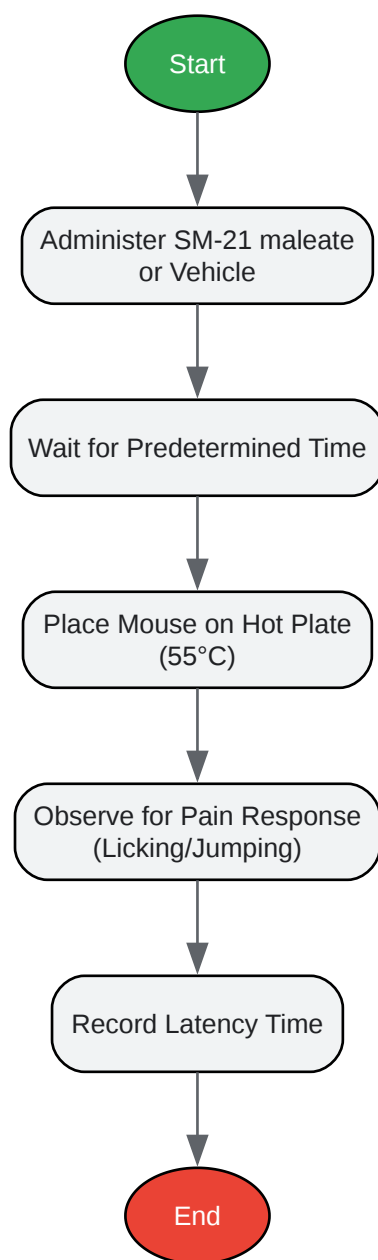 Start
Administer SM-21 maleate
or Vehicle
Wait for Predetermined Time
Place Mouse on Hot Plate
(55°C)
Observe for Pain Response
(Licking/Jumping)
Record Latency Time
End